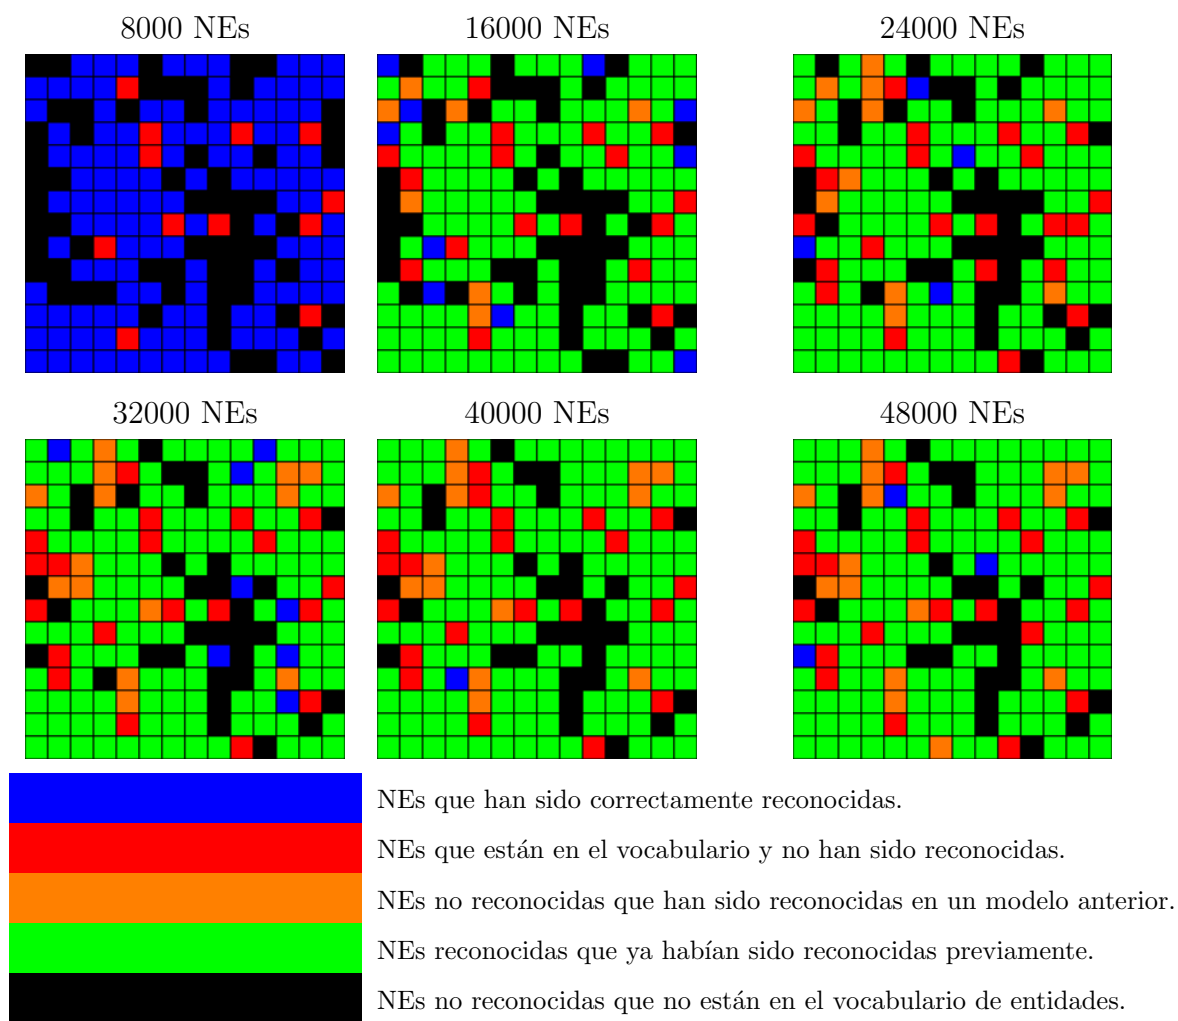 8000 NEs
16000 NEs
24000 NEs
32000 NEs
40000 NEs
48000 NEs
NEs que han sido correctamente reconocidas.
NEs que están en el vocabulario y no han sido reconocidas.
NEs no reconocidas que han sido reconocidas en un modelo anterior.
NEs reconocidas que ya habían sido reconocidas previamente.
NEs no reconocidas que no están en el vocabulario de entidades.